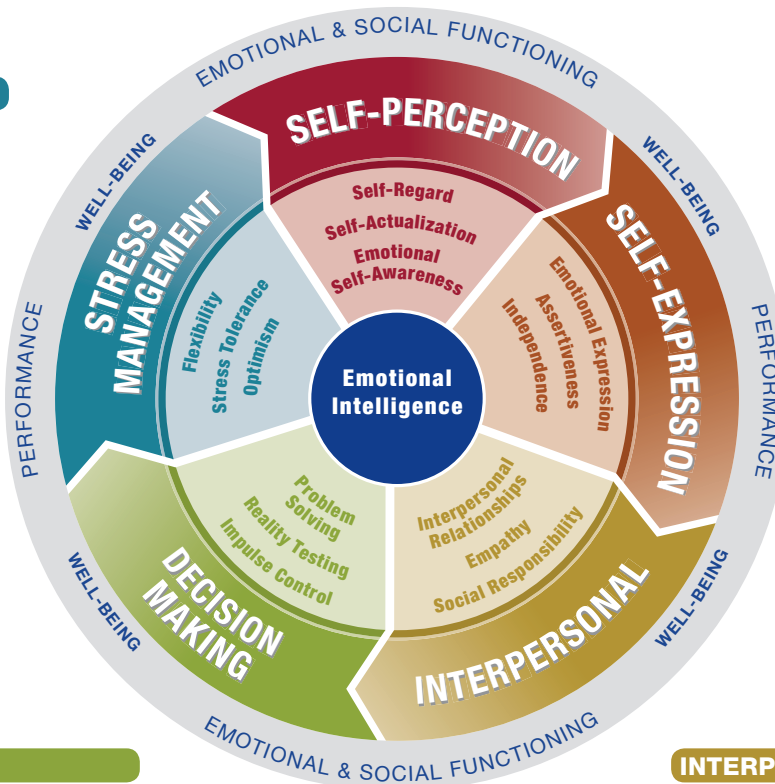 EMOTIONAL & SOCIAL FUNCTIONING
WELL-BEING
WELL-BEING
PERFORMANCE
PERFORMANCE
SELF-PERCEPTION
Self-Regard
Self-Actualization
Emotional
Self-Awareness
SELF-EXPRESSION
Emotional Expression
Assertiveness
Independence
STRESS
MANAGEMENT
Flexibility
Stress Tolerance
Optimism
Emotional
Intelligence
Problem
Solving
Reality Testing
Impulse Control
DECISION
MAKING
Interpersonal
Relationships
Empathy
Social Responsibility
INTERPERSONAL
WELL-BEING
WELL-BEING
EMOTIONAL & SOCIAL FUNCTIONING
INTERP